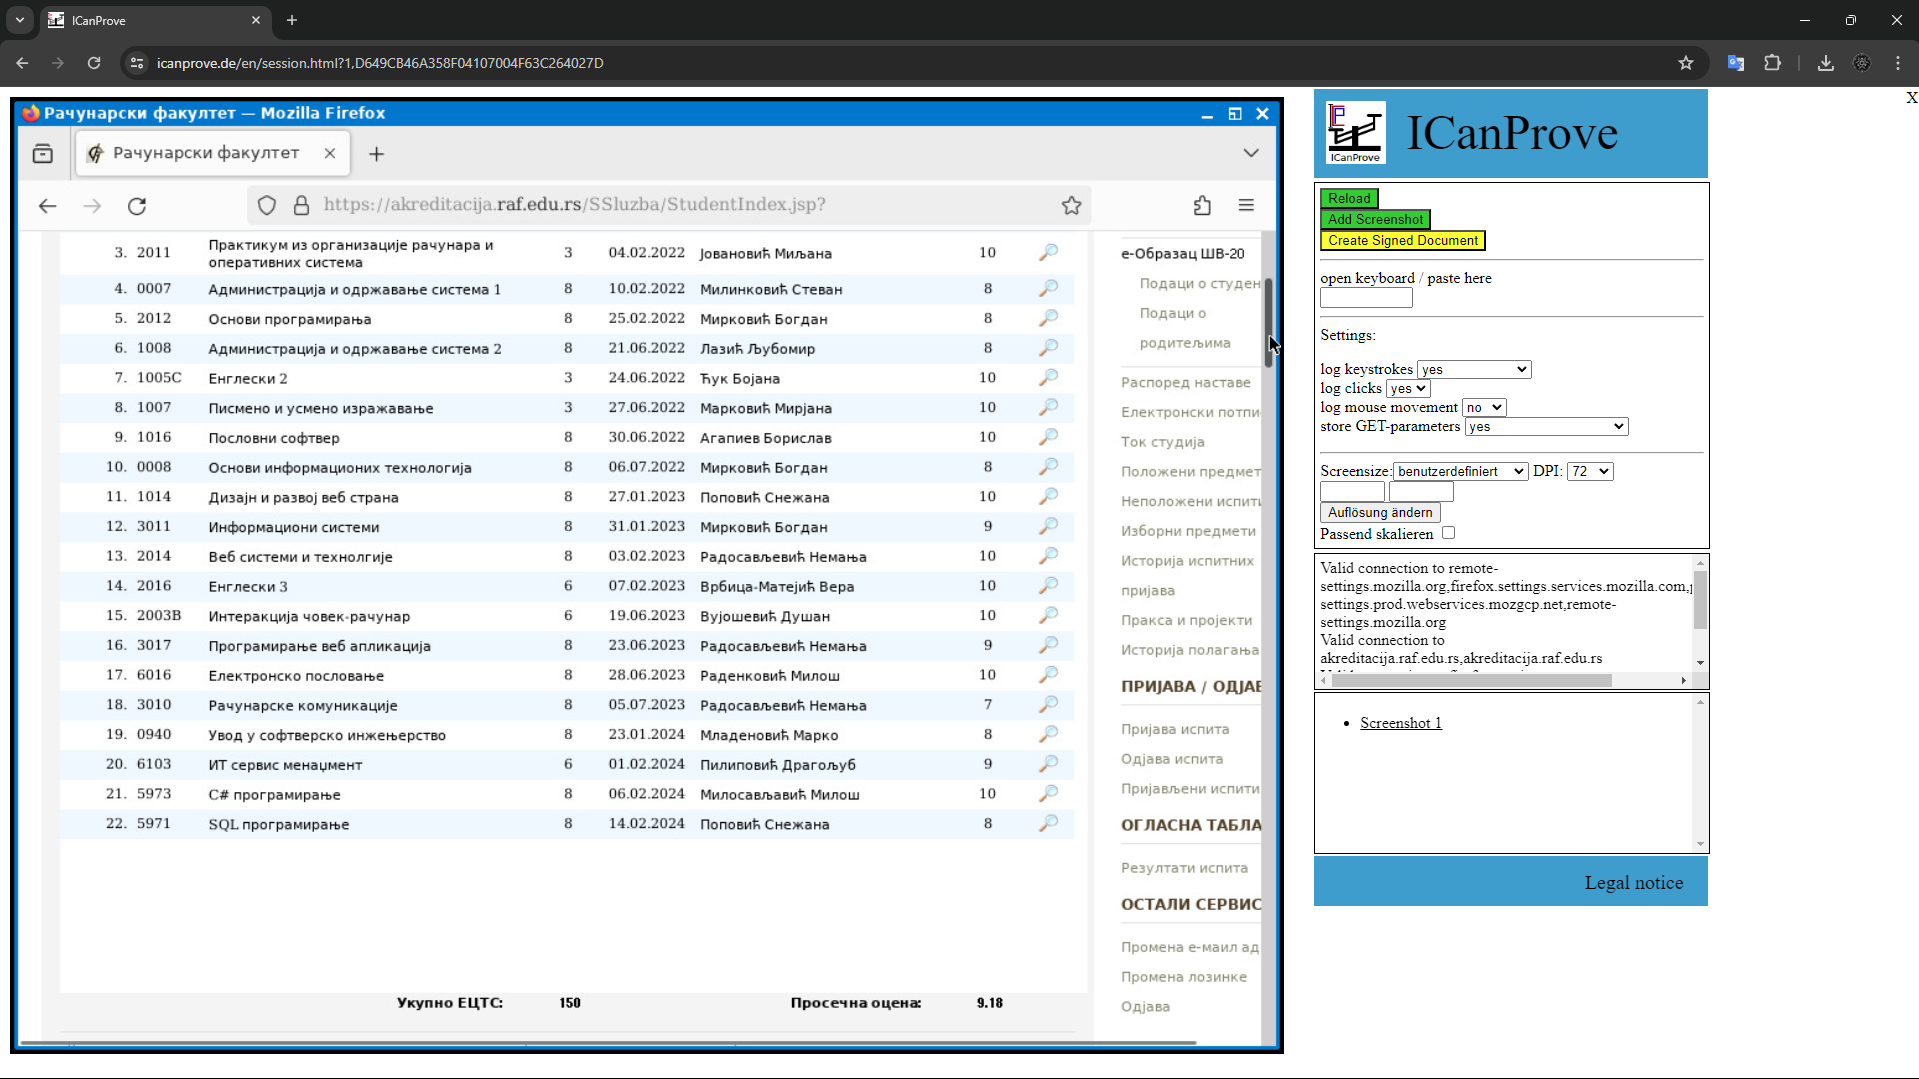 ICanProve
icanprove.de/en/session.html?1,D649CB46A358F04107004F63C264027D
X
Рачунарски факултет — Mozilla Firefox
Рачунарски факултет
https://akreditacija.raf.edu.rs/SSluzba/StudentIndex.jsp?
3. 2011 Практикум из организације рачунара и оперативних система 3 04.02.2022 Јовановић Миљана 10
4. 0007 Администрација и одржавање система 1 8 10.02.2022 Милинковић Стеван 8
5. 2012 Основи програмирања 8 25.02.2022 Мирковић Богдан 8
6. 1008 Администрација и одржавање система 2 8 21.06.2022 Лазић Љубомир 8
7. 1005C Енглески 2 3 24.06.2022 Ћук Бојана 10
8. 1007 Писмено и усмено изражавање 3 27.06.2022 Марковић Мирјана 10
9. 1016 Пословни софтвер 8 30.06.2022 Агапиев Борислав 10
10. 0008 Основи информационих технологија 8 06.07.2022 Мирковић Богдан 8
11. 1014 Дизајн и развој веб страна 8 27.01.2023 Поповић Снежана 10
12. 3011 Информациони системи 8 31.01.2023 Мирковић Богдан 9
13. 2014 Веб системи и технолгије 8 03.02.2023 Радосављевић Немања 10
14. 2016 Енглески 3 6 07.02.2023 Врбица-Матејић Вера 10
15. 2003B Интеракција човек-рачунар 6 19.06.2023 Вујошевић Душан 10
16. 3017 Програмирање веб апликација 8 23.06.2023 Радосављевић Немања 9
17. 6016 Електронско пословање 8 28.06.2023 Раденковић Милош 10
18. 3010 Рачунарске комуникације 8 05.07.2023 Радосављевић Немања 7
19. 0940 Увод у софтверско инжењерство 8 23.01.2024 Младеновић Марко 8
20. 6103 ИТ сервис менаџмент 6 01.02.2024 Пилиповић Драгољуб 9
21. 5973 C# програмирање 8 06.02.2024 Милосављавић Милош 10
22. 5971 SQL програмирање 8 14.02.2024 Поповић Снежана 8
Укупно ЕЦТС: 150 Просечна оцена: 9.18
е-Образац ШВ-20
Подаци о студен
Подаци о
родитељима
Распоред наставе
Електронски потпи
Ток студија
Положени предмет
Неположени испити
Изборни предмети
Историја испитних
пријава
Пракса и пројекти
Историја полагања
ПРИЈАВА / ОДЈАВ
Пријава испита
Одјава испита
Пријављени испити
ОГЛАСНА ТАБЛА
Резултати испита
ОСТАЛИ СЕРВИС
Промена е-маил ад
Промена лозинке
Одјава
ICanProve
ICanProve
Reload
Add Screenshot
Create Signed Document
open keyboard / paste here
Settings:
log keystrokes yes
log clicks yes
log mouse movement no
store GET-parameters yes
Screensize: benutzerdefiniert DPI: 72
Auflösung ändern
Passend skalieren
Valid connection to remote-
settings.mozilla.org,firefox.settings.services.mozilla.com,
settings.prod.webservices.mozgcp.net,remote-
settings.mozilla.org
Valid connection to
akreditacija.raf.edu.rs,akreditacija.raf.edu.rs
Screenshot 1
Legal notice